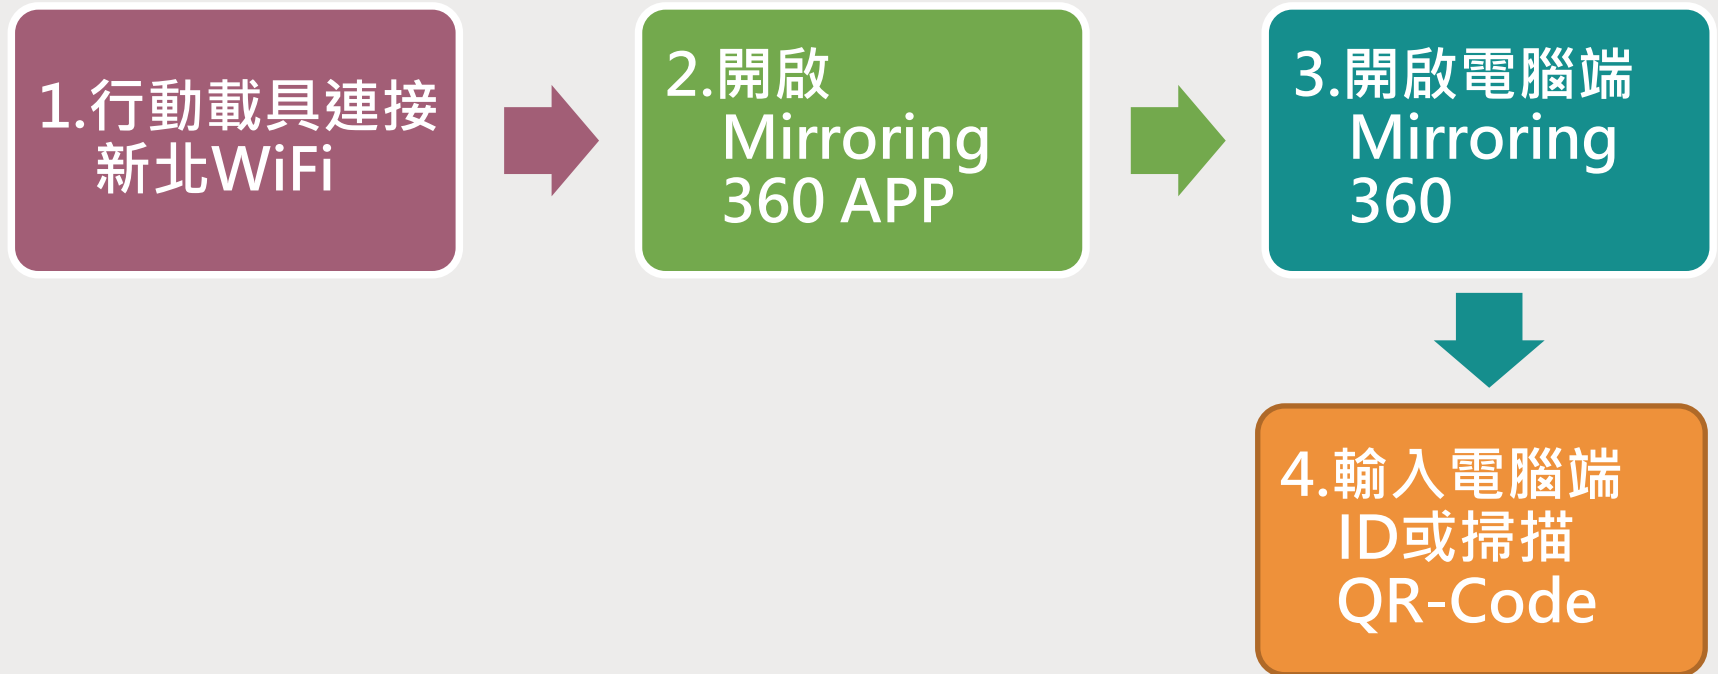 1.行動載具連接
新北WiFi
2.開啟
Mirroring
360 APP
3.開啟電腦端
Mirroring
360
4.輸入電腦端
ID或掃描
QR-Code